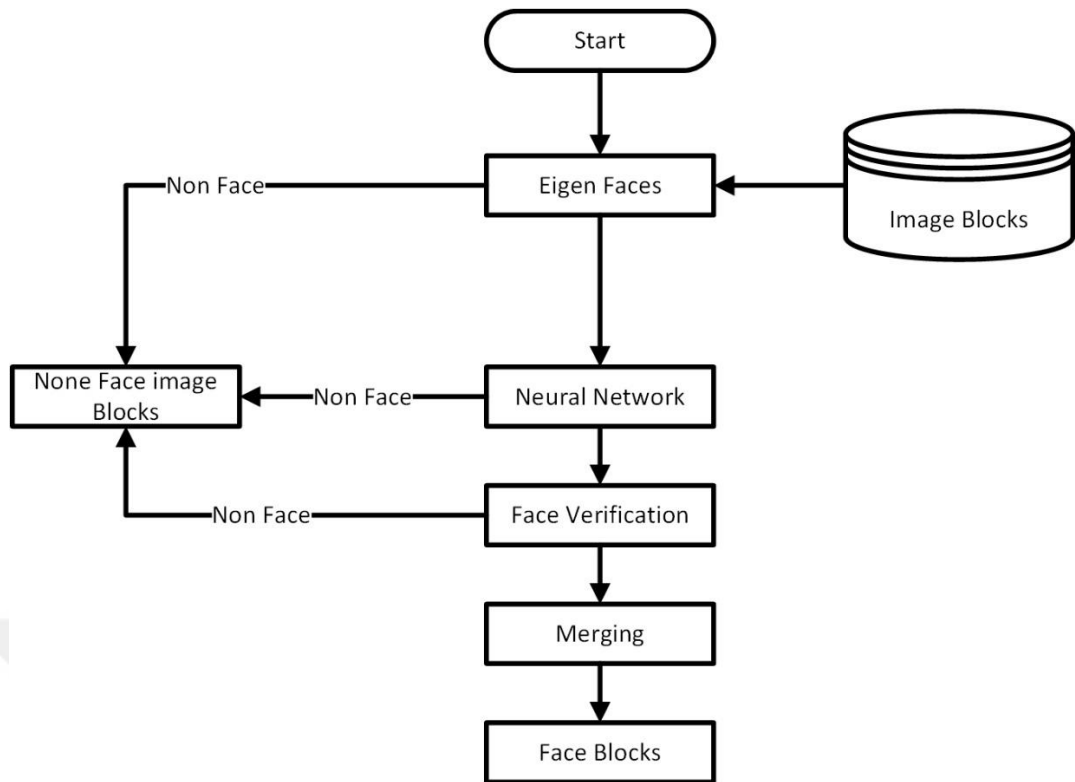 Start
Non Face
Eigen Faces
Image Blocks
None Face image
Blocks
Non Face
Neural Network
Non Face
Face Verification
Merging
Face Blocks